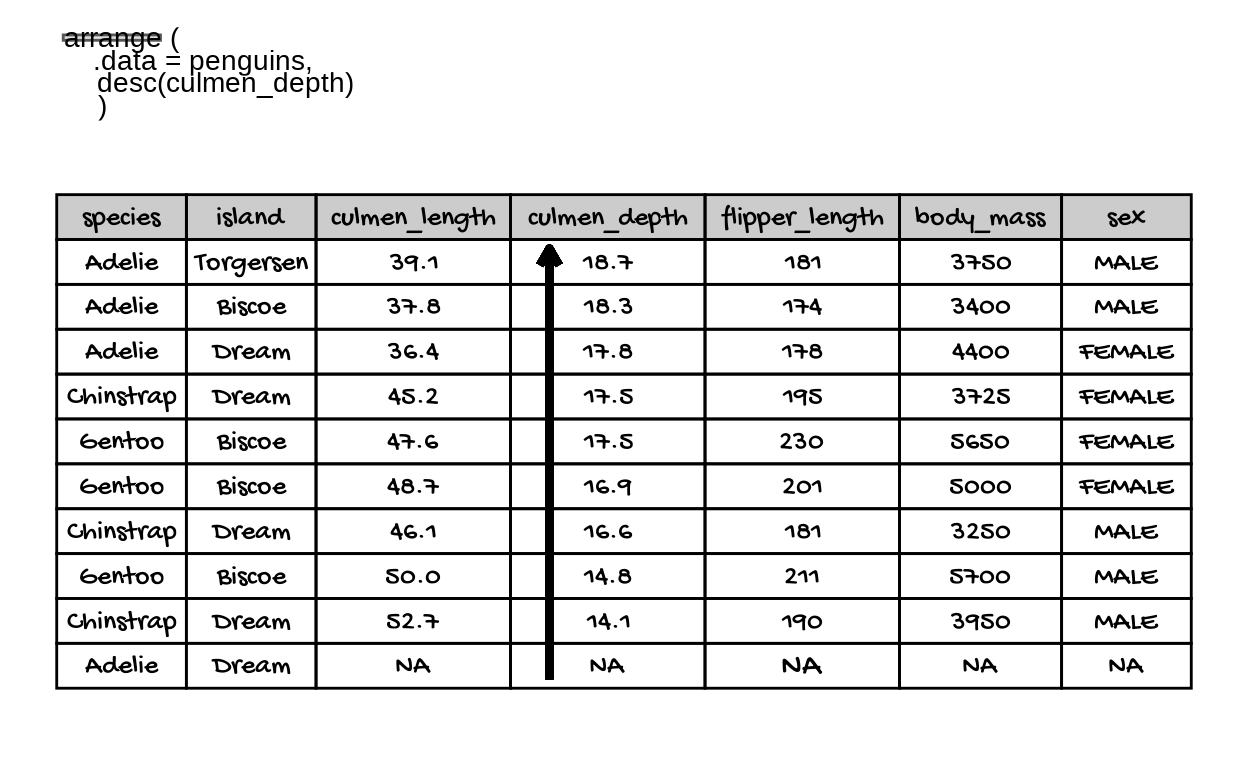 arrange (
.data = penguins,
desc(culmen_depth)
)
species island culmen_length culmen_depth flipper_length body_mass sex
Adelie Torgersen 39.1 18.7 181 3750 MALE
Adelie Biscoe 37.8 18.3 174 3400 MALE
Adelie Dream 36.4 17.8 178 4400 FEMALE
Chinstrap Dream 45.2 17.5 195 3725 FEMALE
Gentoo Biscoe 47.6 17.5 230 5650 FEMALE
Gentoo Biscoe 48.7 16.9 201 5000 FEMALE
Chinstrap Dream 46.1 16.6 181 3250 MALE
Gentoo Biscoe 50.0 14.8 211 5700 MALE
Chinstrap Dream 52.7 14.1 190 3950 MALE
Adelie Dream NA NA NA NA NA